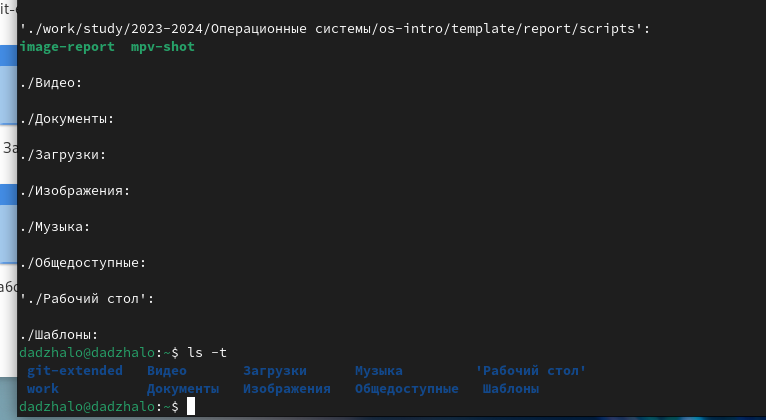 it-
'./work/study/2023-2024/Операционные системы/os-intro/template/report/scripts':
image-report mpv-shot
./Видео:
./Документы:
За
./Загрузки:
./Изображения:
./Музыка:
./Общедоступные:
або
'./Рабочий стол':
./Шаблоны:
dadzhalo@dadzhalo:~$ ls -t
git-extended Видео Загрузки Музыка 'Рабочий стол'
work Документы Изображения Общедоступные Шаблоны
dadzhalo@dadzhalo:~$